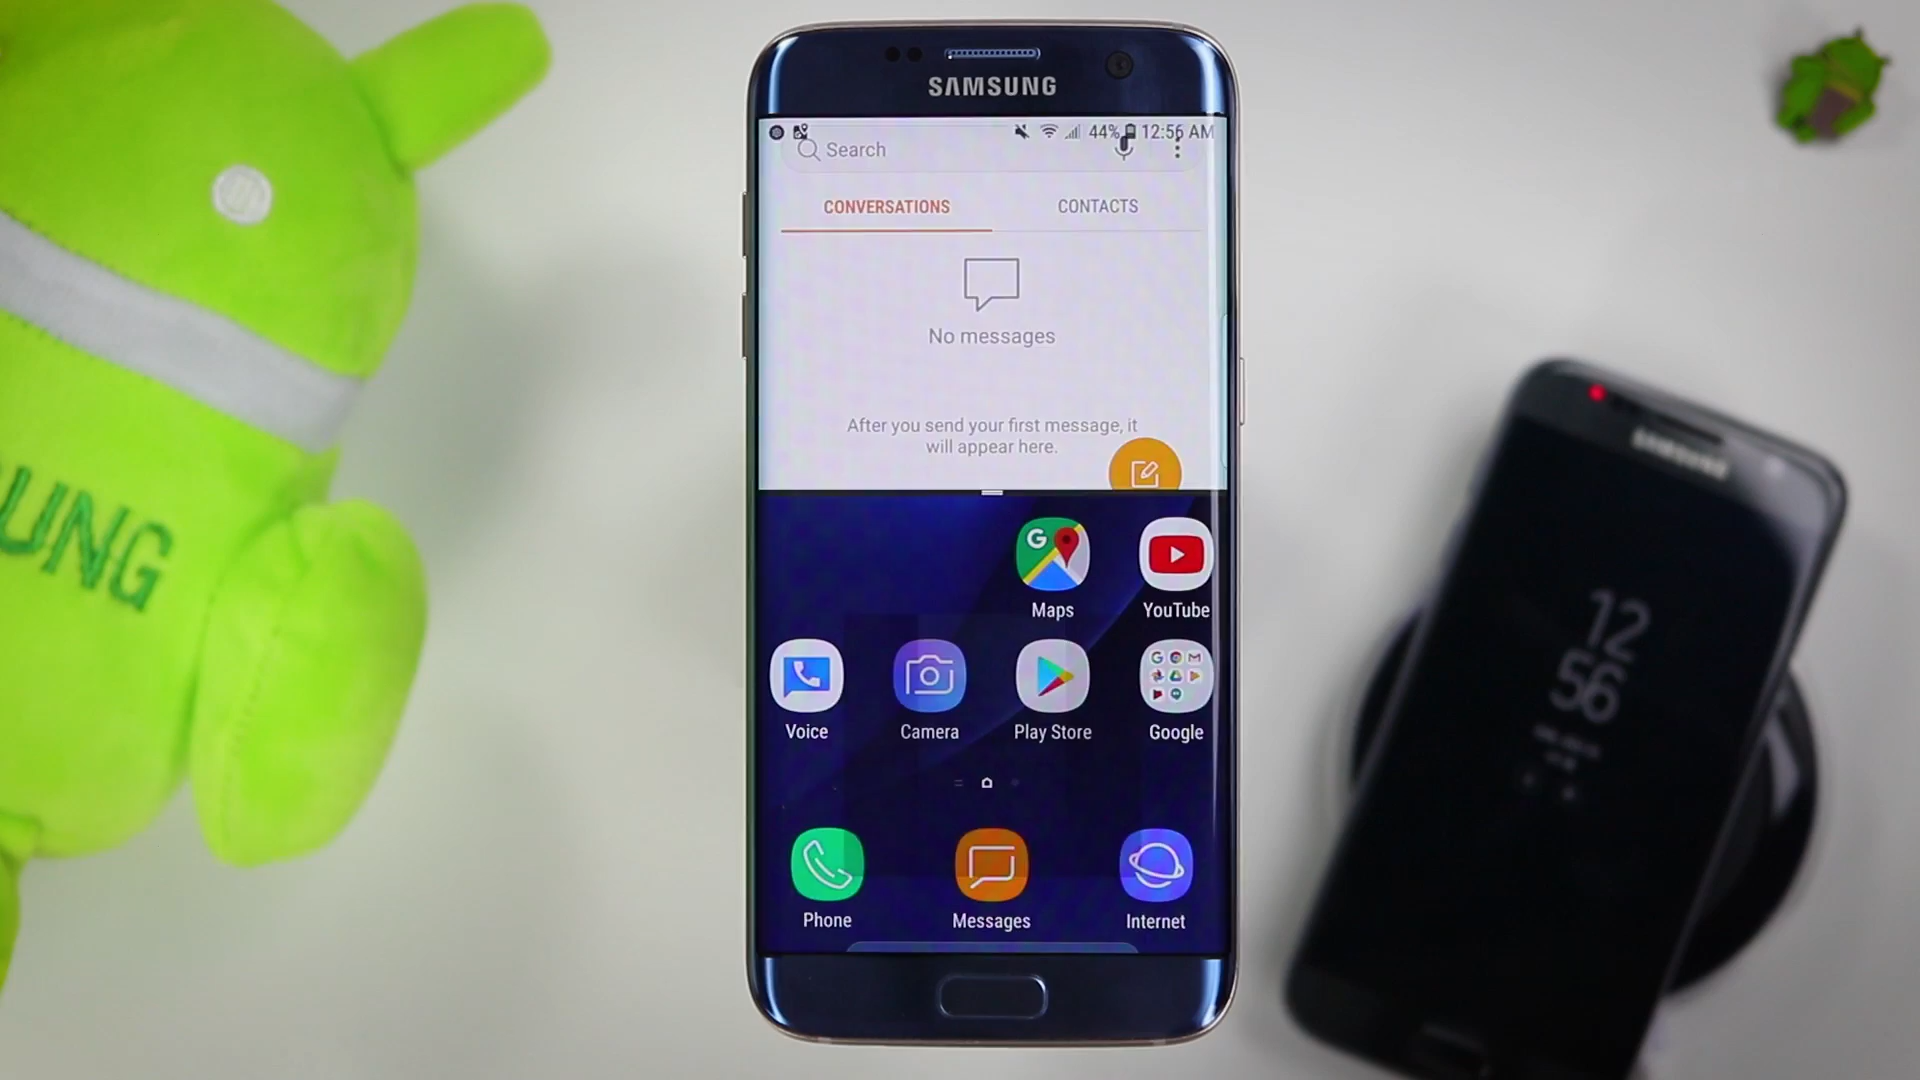 SAMSUNG
44% 12:56 AM
Search
CONVERSATIONS CONTACTS
No messages
After you send your first message, it
will appear here.
G
Maps YouTube
Voice Camera Play Store Google
Phone Messages Internet
UNG
SAMSUNG
12
56